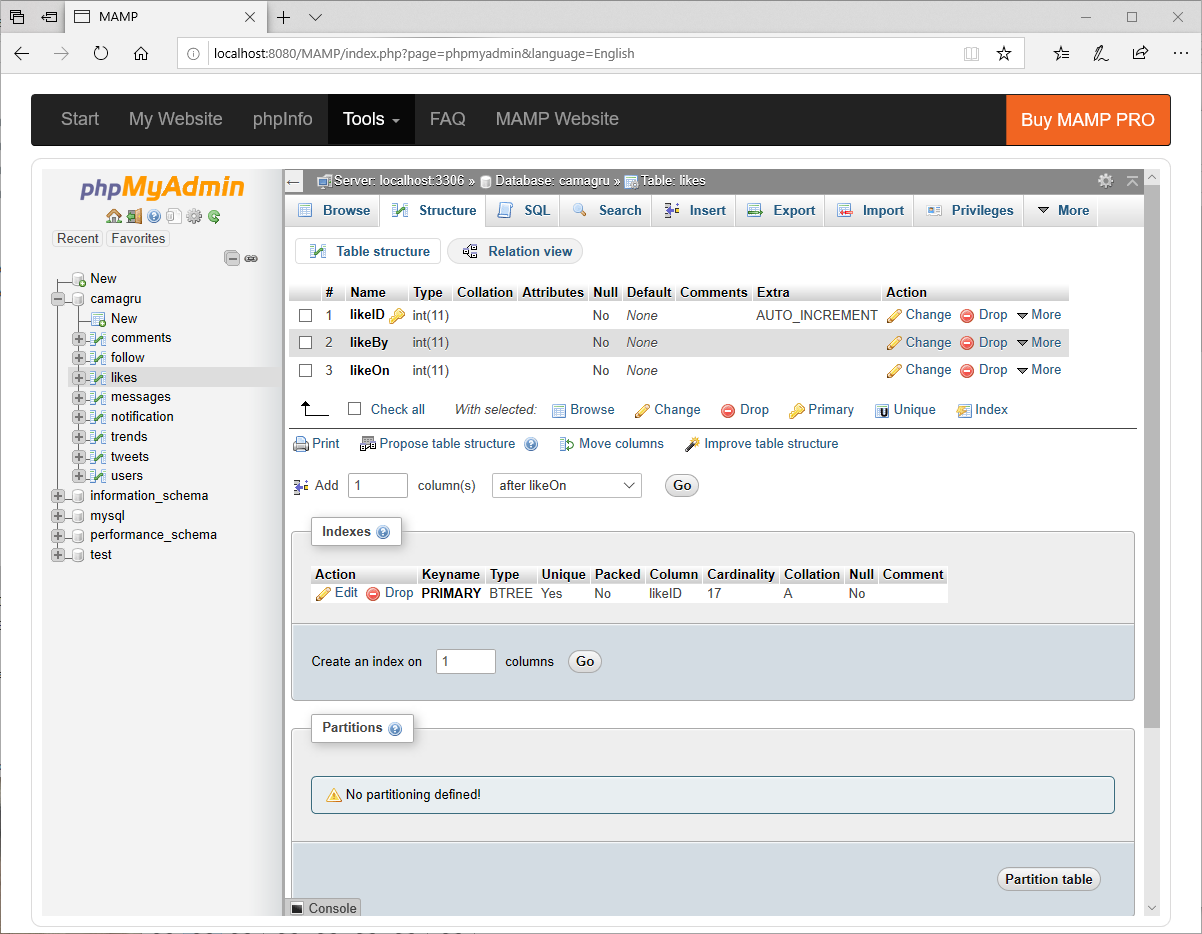 MAMP
localhost:8080/MAMP/index.php?page=phpmyadmin&language=English
Start My Website phpInfo Tools FAQ MAMP Website Buy MAMP PRO
phpMyAdmin
Recent Favorites
New
camagru
New
comments
follow
likes
messages
notification
trends
tweets
users
information_schema
mysql
performance_schema
test
Server: localhost:3306 » Database: camagru » Table: likes
Browse Structure SQL Search Insert Export Import Privileges More
Table structure Relation view
# Name Type Collation Attributes Null Default Comments Extra Action
1 likeID int(11) No None AUTO_INCREMENT Change Drop More
2 likeBy int(11) No None Change Drop More
3 likeOn int(11) No None Change Drop More
Check all With selected: Browse Change Drop Primary Unique Index
Print Propose table structure Move columns Improve table structure
Add 1 column(s) after likeOn Go
Indexes
Action Keyname Type Unique Packed Column Cardinality Collation Null Comment
Edit Drop PRIMARY BTREE Yes No likeID 17 A No
Create an index on 1 columns Go
Partitions
No partitioning defined!
Partition table
Console